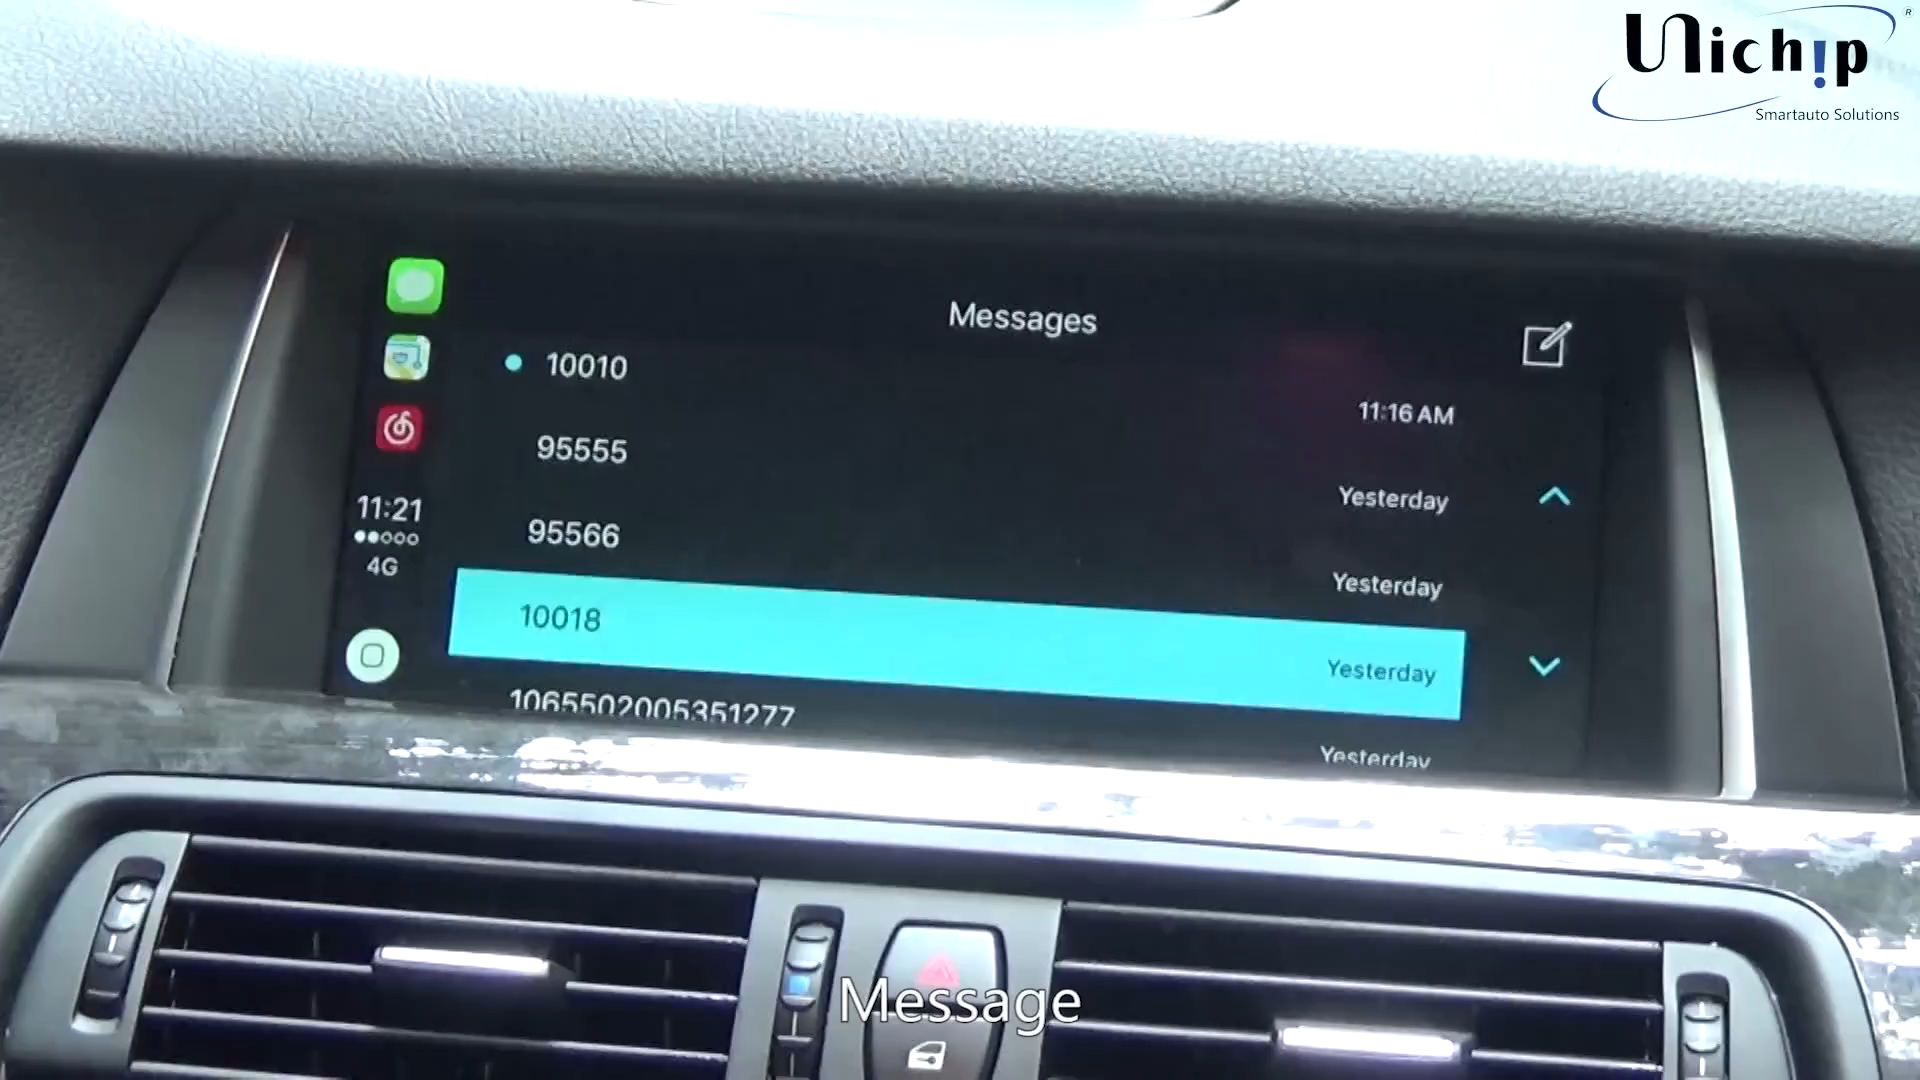 Unich!p
®
Smartauto Solutions
Messages
10010
11:16 AM
95555
Yesterday
95566
Yesterday
10018
Yesterday
1065502005351277
Yesterday
11:21
4G
Message